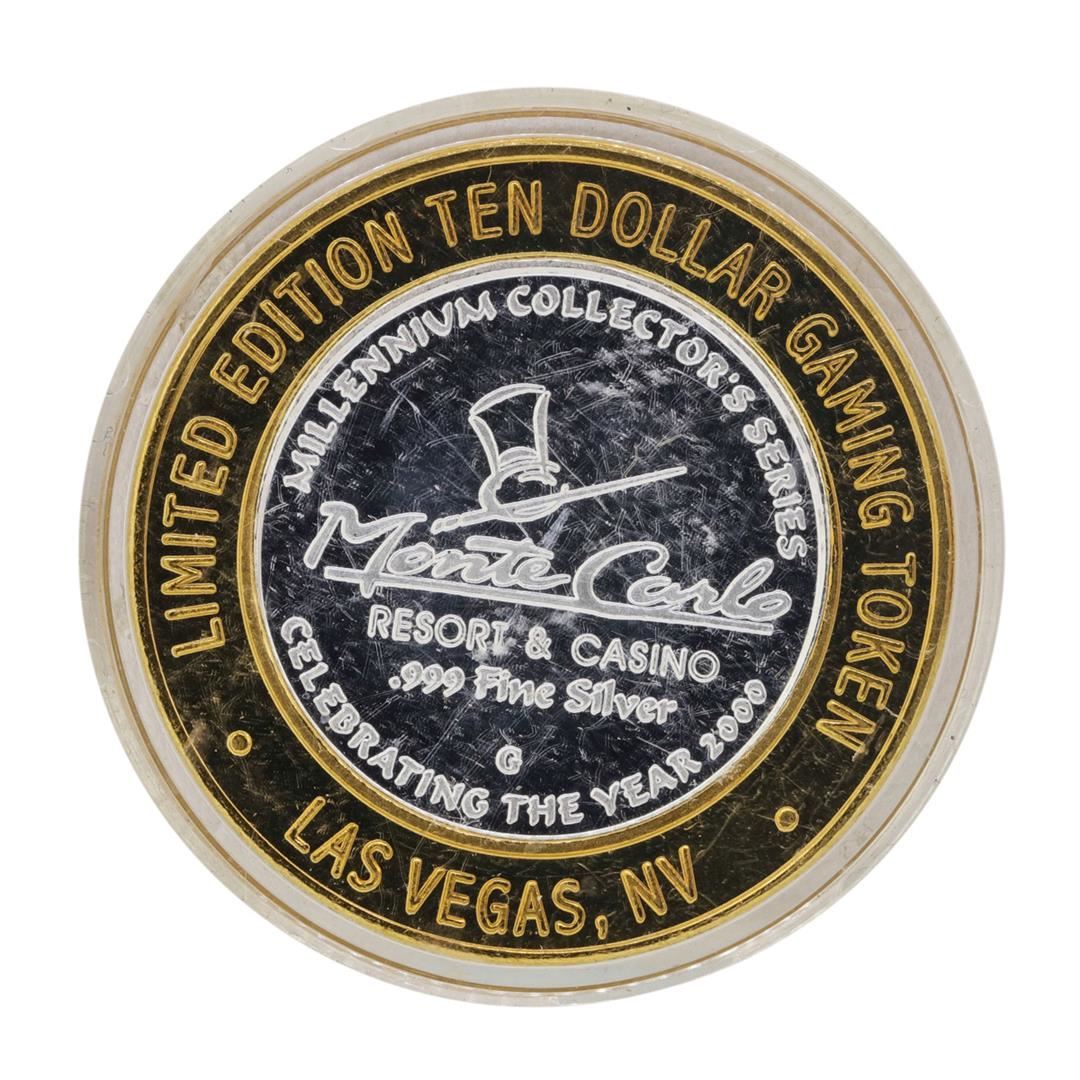 LIMITED EDITION TEN DOLLAR GAMING TOKEN
MILLENNIUM COLLECTOR'S SERIES
Monte Carlo
RESORT & CASINO
.999 Fine Silver
G
CELEBRATING THE YEAR 2000
LAS VEGAS, NV